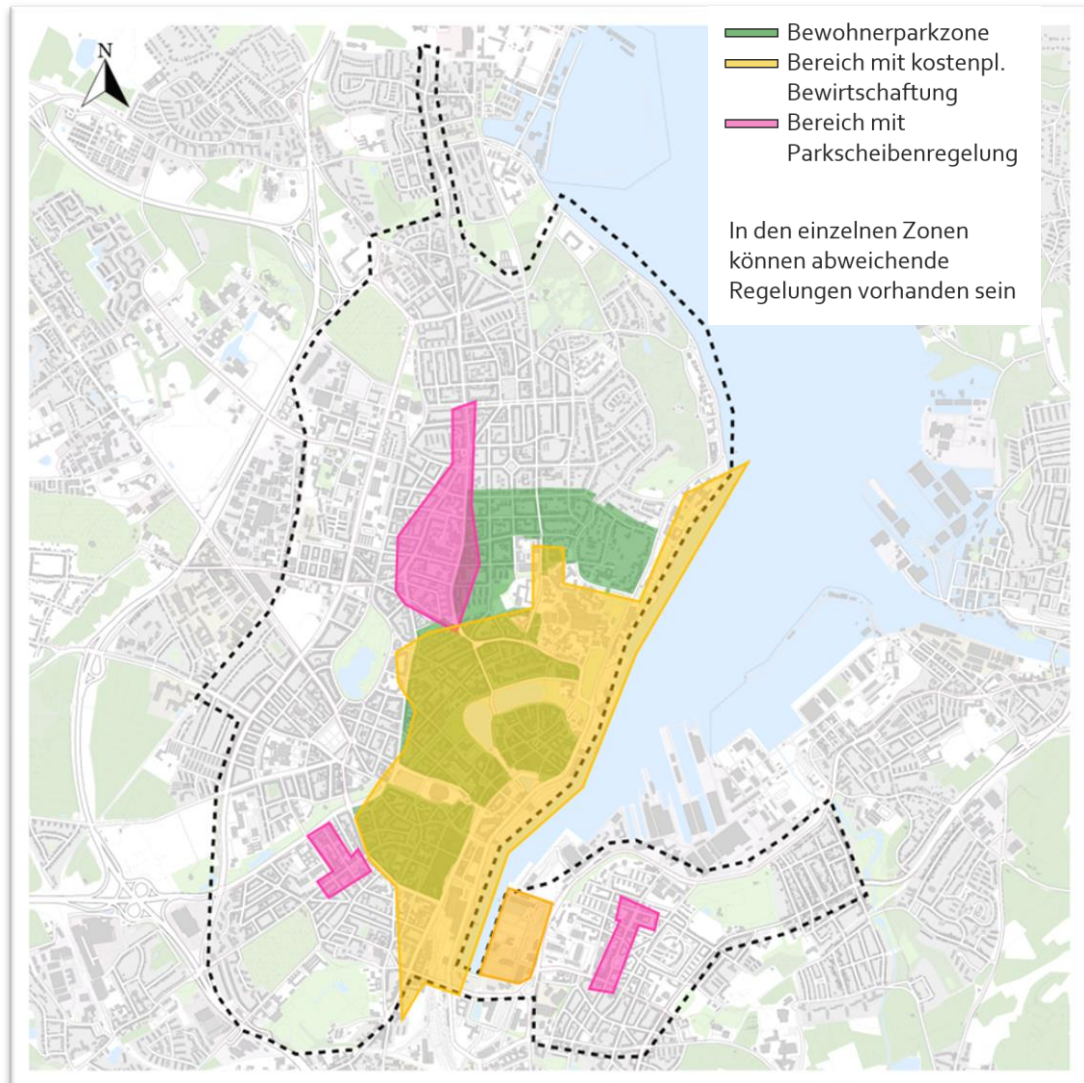 N
Bewohnerparkzone
Bereich mit kostenpl.
Bewirtschaftung
Bereich mit
Parkscheibenregelung
In den einzelnen Zonen
können abweichende
Regelungen vorhanden sein